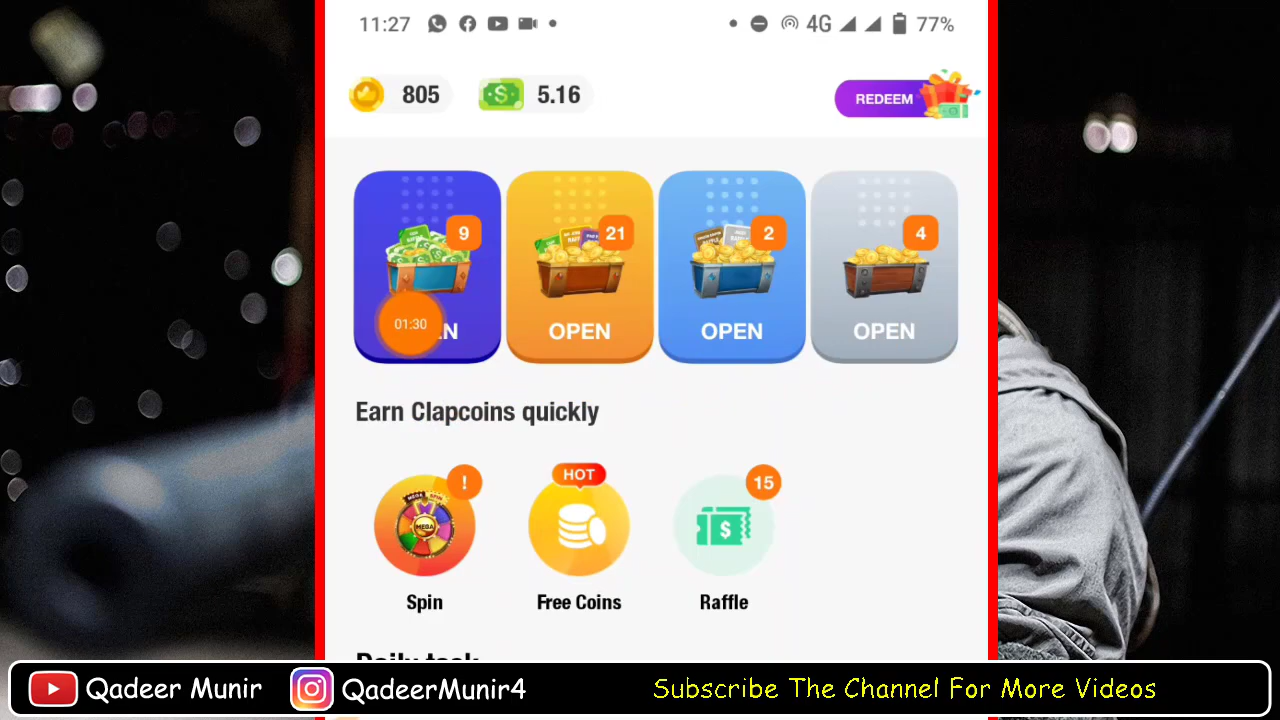 11:27 4G 77%
805 5.16 REDEEM
9 21 2 4
01:30 EN OPEN OPEN OPEN
Earn Clapcoins quickly
! HOT 15
MEGA
Spin Free Coins Raffle
Daily task
Qadeer Munir QadeerMunir4 Subscribe The Channel For More Videos